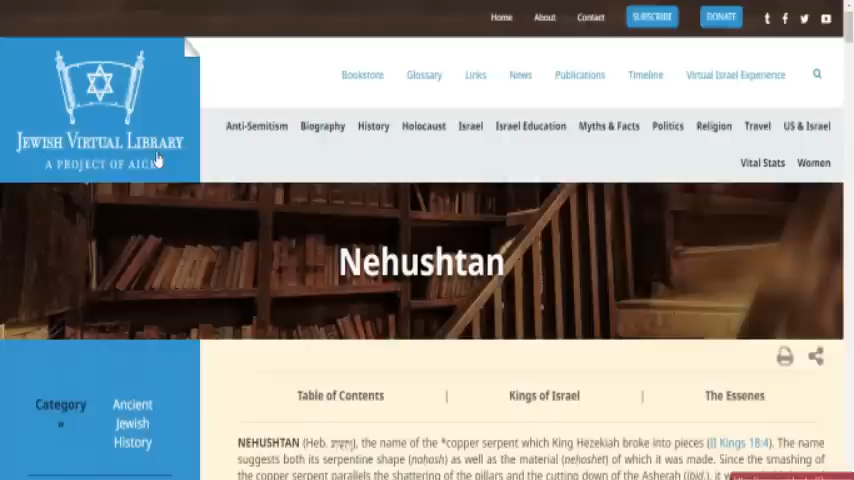 Home About Contact SUBSCRIBE DONATE
Bookstore Glossary Links News Publications Timeline Virtual Israel Experience
JEWISH VIRTUAL LIBRARY
A PROJECT OF AICE
Anti-Semitism Biography History Holocaust Israel Israel Education Myths & Facts Politics Religion Travel US & Israel
Vital Stats Women
Nehushtan
Category »
Ancient
Jewish
History
Table of Contents | Kings of Israel | The Essenes
NEHUSHTAN (Heb. the name of the *copper serpent which King Hezekiah broke into pieces (II Kings 18:4). The name
suggests both its serpentine shape (nahash) as well as the material (nehoshet) of which it was made. Since the smashing of
the copper serpent parallels the shattering of the pillars and the cutting down of the Asherah (ibid.), it